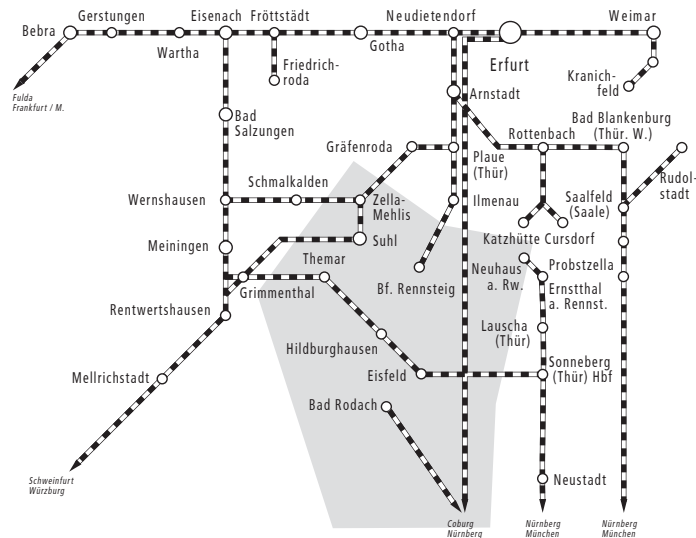 Gerstungen
Eisenach
Fröttstädt
Neudietendorf
Weimar
Bebra
Wartha
Gotha
Friedrich-
roda
Erfurt
Kranich-
feld
Fulda
Frankfurt / M.
Arnstadt
Bad
Salzungen
Bad Blankenburg
(Thür. W.)
Rottenbach
Gräfenroda
Plaue
(Thür)
Rudol-
stadt
Schmalkalden
Wernshausen
Zella-
Mehlis
Ilmenau
Saalfeld
(Saale)
Meiningen
Suhl
Katzhütte Cursdorf
Themar
Neuhaus
a. Rw.
Probstzella
Bf. Rennsteig
Grimmenthal
Ernstthal
a. Rennst.
Rentwertshausen
Lauscha
(Thür)
Hildburghausen
Mellrichstadt
Eisfeld
Sonneberg
(Thür) Hbf
Bad Rodach
Schweinfurt
Würzburg
Neustadt
Coburg
Nürnberg
Nürnberg
München
Nürnberg
München